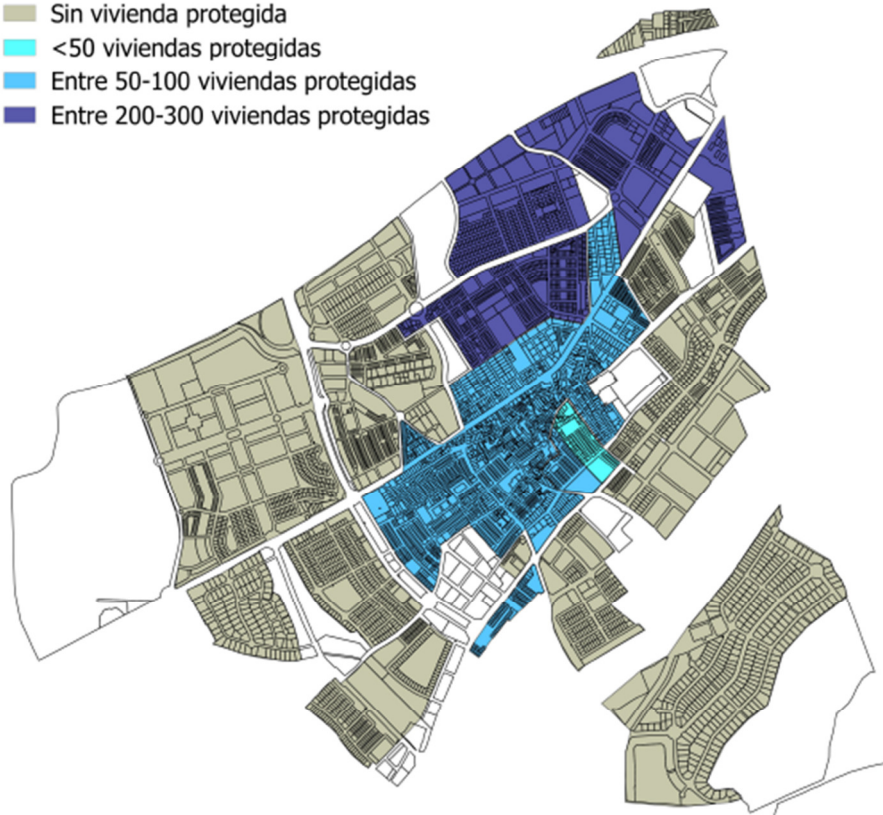 Sin vivienda protegida
<50 viviendas protegidas
Entre 50-100 viviendas protegidas
Entre 200-300 viviendas protegidas